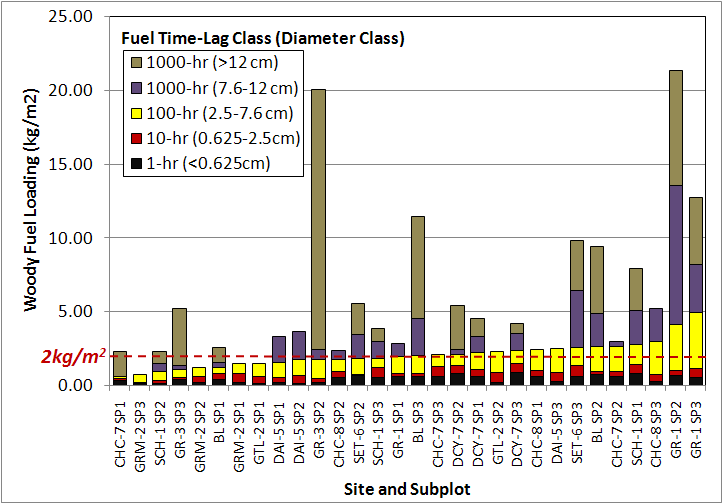 Fuel Time-Lag Class (Diameter Class)
1000-hr (>12 cm)
1000-hr (7.6-12 cm)
100-hr (2.5-7.6 cm)
10-hr (0.625-2.5cm)
1-hr (<0.625cm)
Woody Fuel Loading (kg/m2)
25.00
20.00
15.00
10.00
5.00
0.00
2kg/m²
CHC-7 SP1
GRM-2 SP3
SCH-1 SP2
GR-3 SP3
GRM-2 SP2
BL SP1
GRM-2 SP1
GTL-2 SP1
DAI-5 SP1
DAI-5 SP2
GR-3 SP2
CHC-8 SP2
SET-6 SP2
SCH-1 SP3
GR-1 SP1
BL SP3
CHC-7 SP3
DCY-7 SP2
DCY-7 SP1
GTL-2 SP2
DCY-7 SP3
CHC-8 SP1
DAI-5 SP3
SET-6 SP3
BL SP2
CHC-7 SP2
SCH-1 SP1
CHC-8 SP3
GR-1 SP2
GR-1 SP3
Site and Subplot